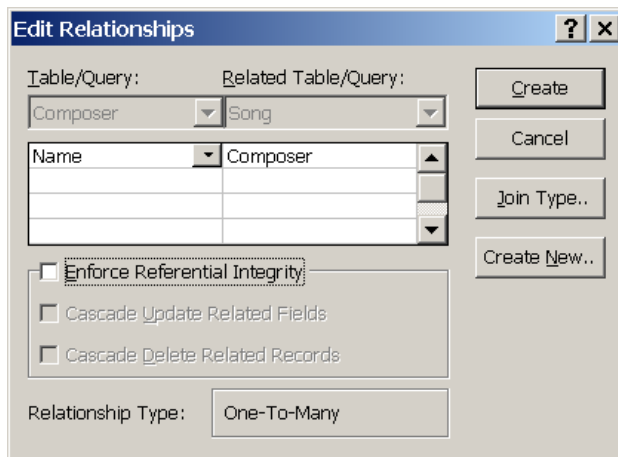 Edit Relationships ? ×
Table/Query: Related Table/Query:
Composer Song
Name Composer
Create
Cancel
Join Type..
Create New..
Enforce Referential Integrity
Cascade Update Related Fields
Cascade Delete Related Records
Relationship Type: One-To-Many